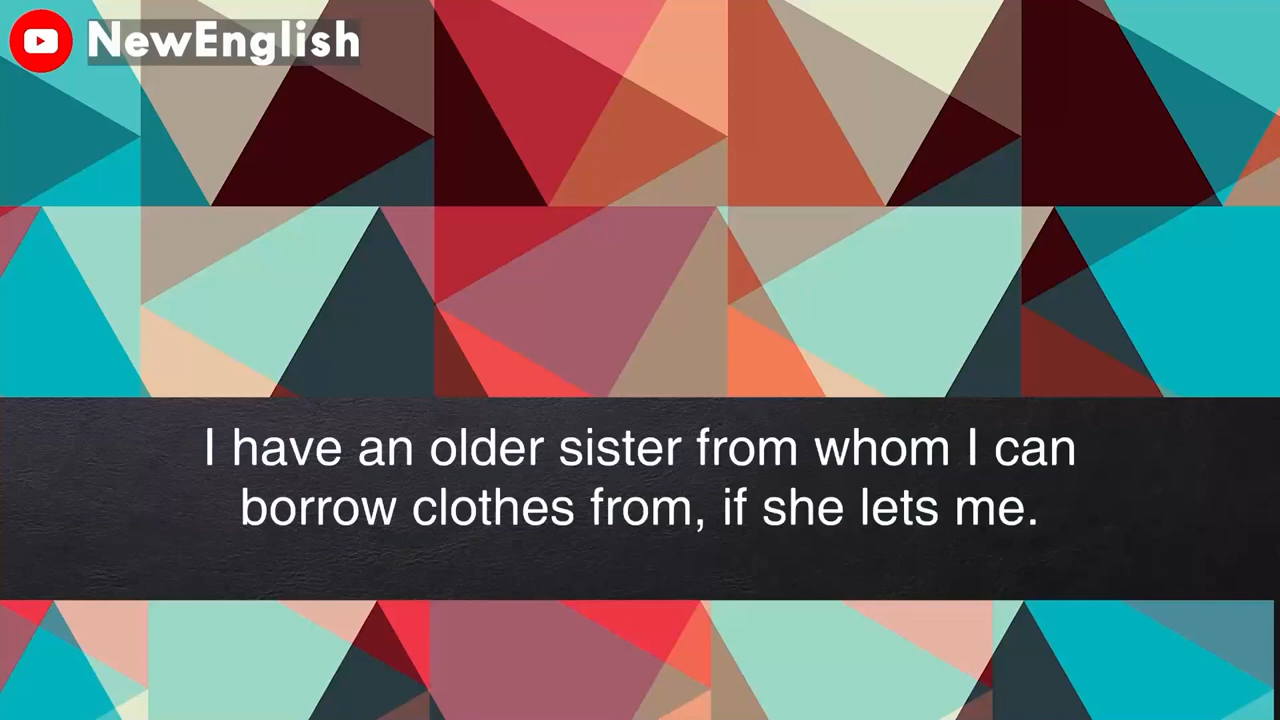 NewEnglish
I have an older sister from whom I can
borrow clothes from, if she lets me.